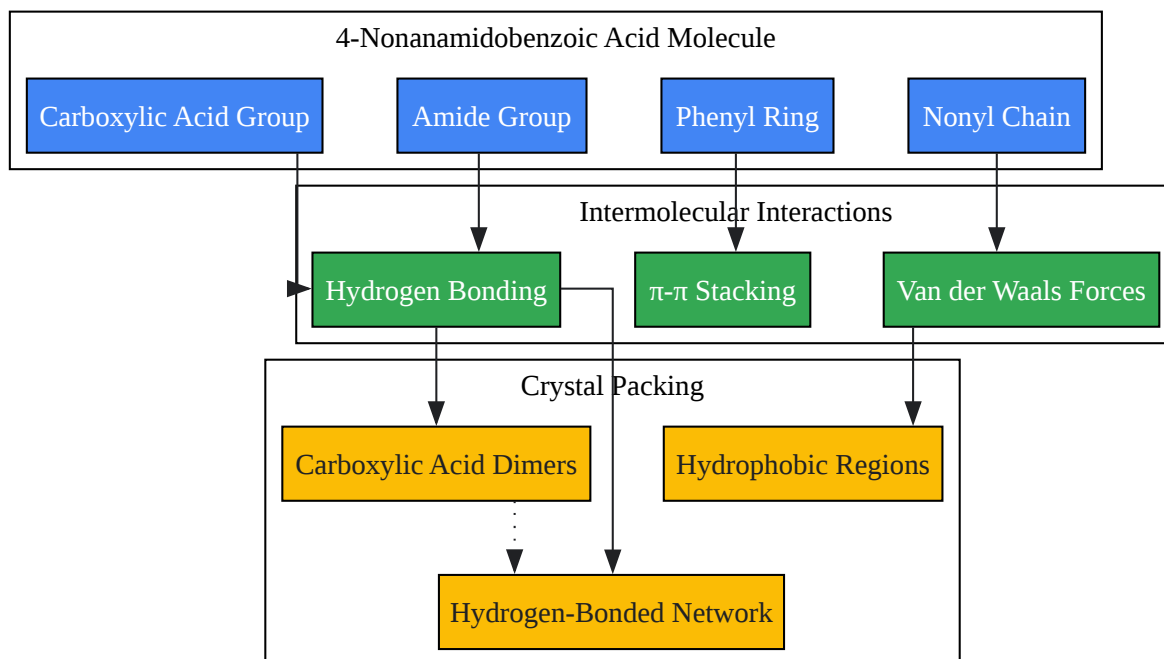 4-Nonanamidobenzoic Acid Molecule
Carboxylic Acid Group
Amide Group
Phenyl Ring
Nonyl Chain
Intermolecular Interactions
Hydrogen Bonding
π-π Stacking
Van der Waals Forces
Crystal Packing
Carboxylic Acid Dimers
Hydrophobic Regions
Hydrogen-Bonded Network